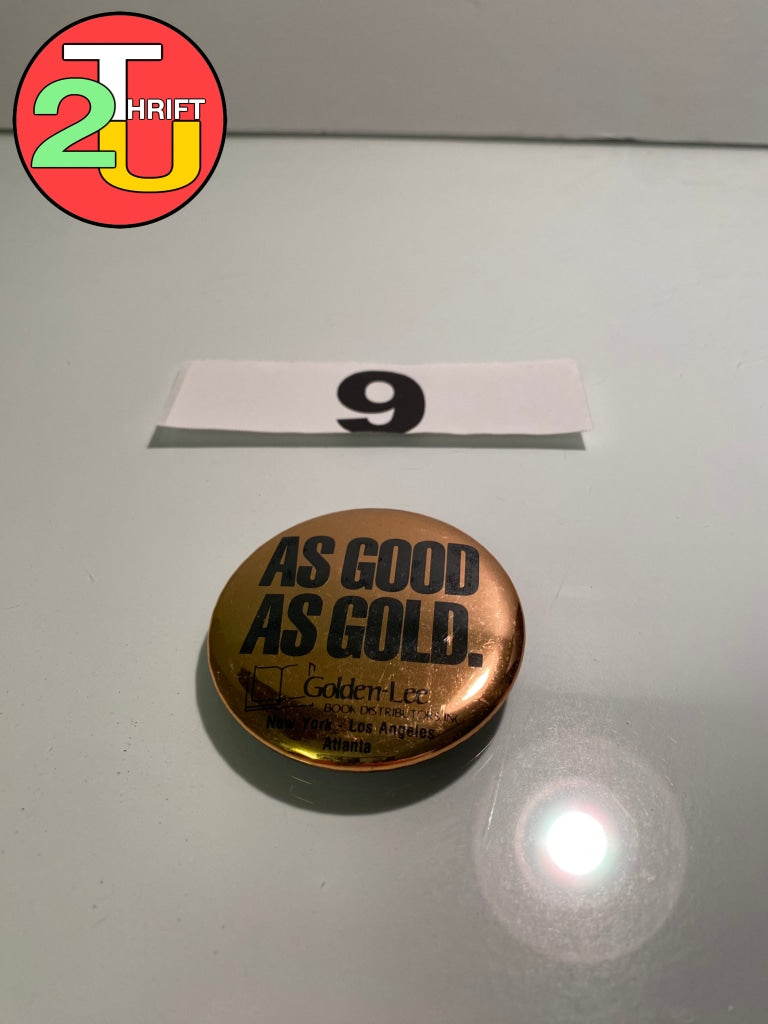 2 THRIFT U
9
AS GOOD
AS GOLD.
Golden-Lee
BOOK DISTRIBUTORS INC
New York Los Angeles
Atlanta